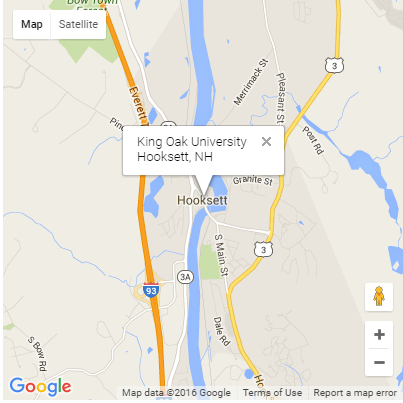 Bow Town
Forest
Map
Satellite
3
Merrimack St
Pleasant St
Everett
Post Rd
King Oak University
Hooksett, NH
Granite St
Hooksett
S Main St
3
3A
93
Dale Rd
S Bow Rd
Google
Map data ©2016 Google
Terms of Use
Report a map error